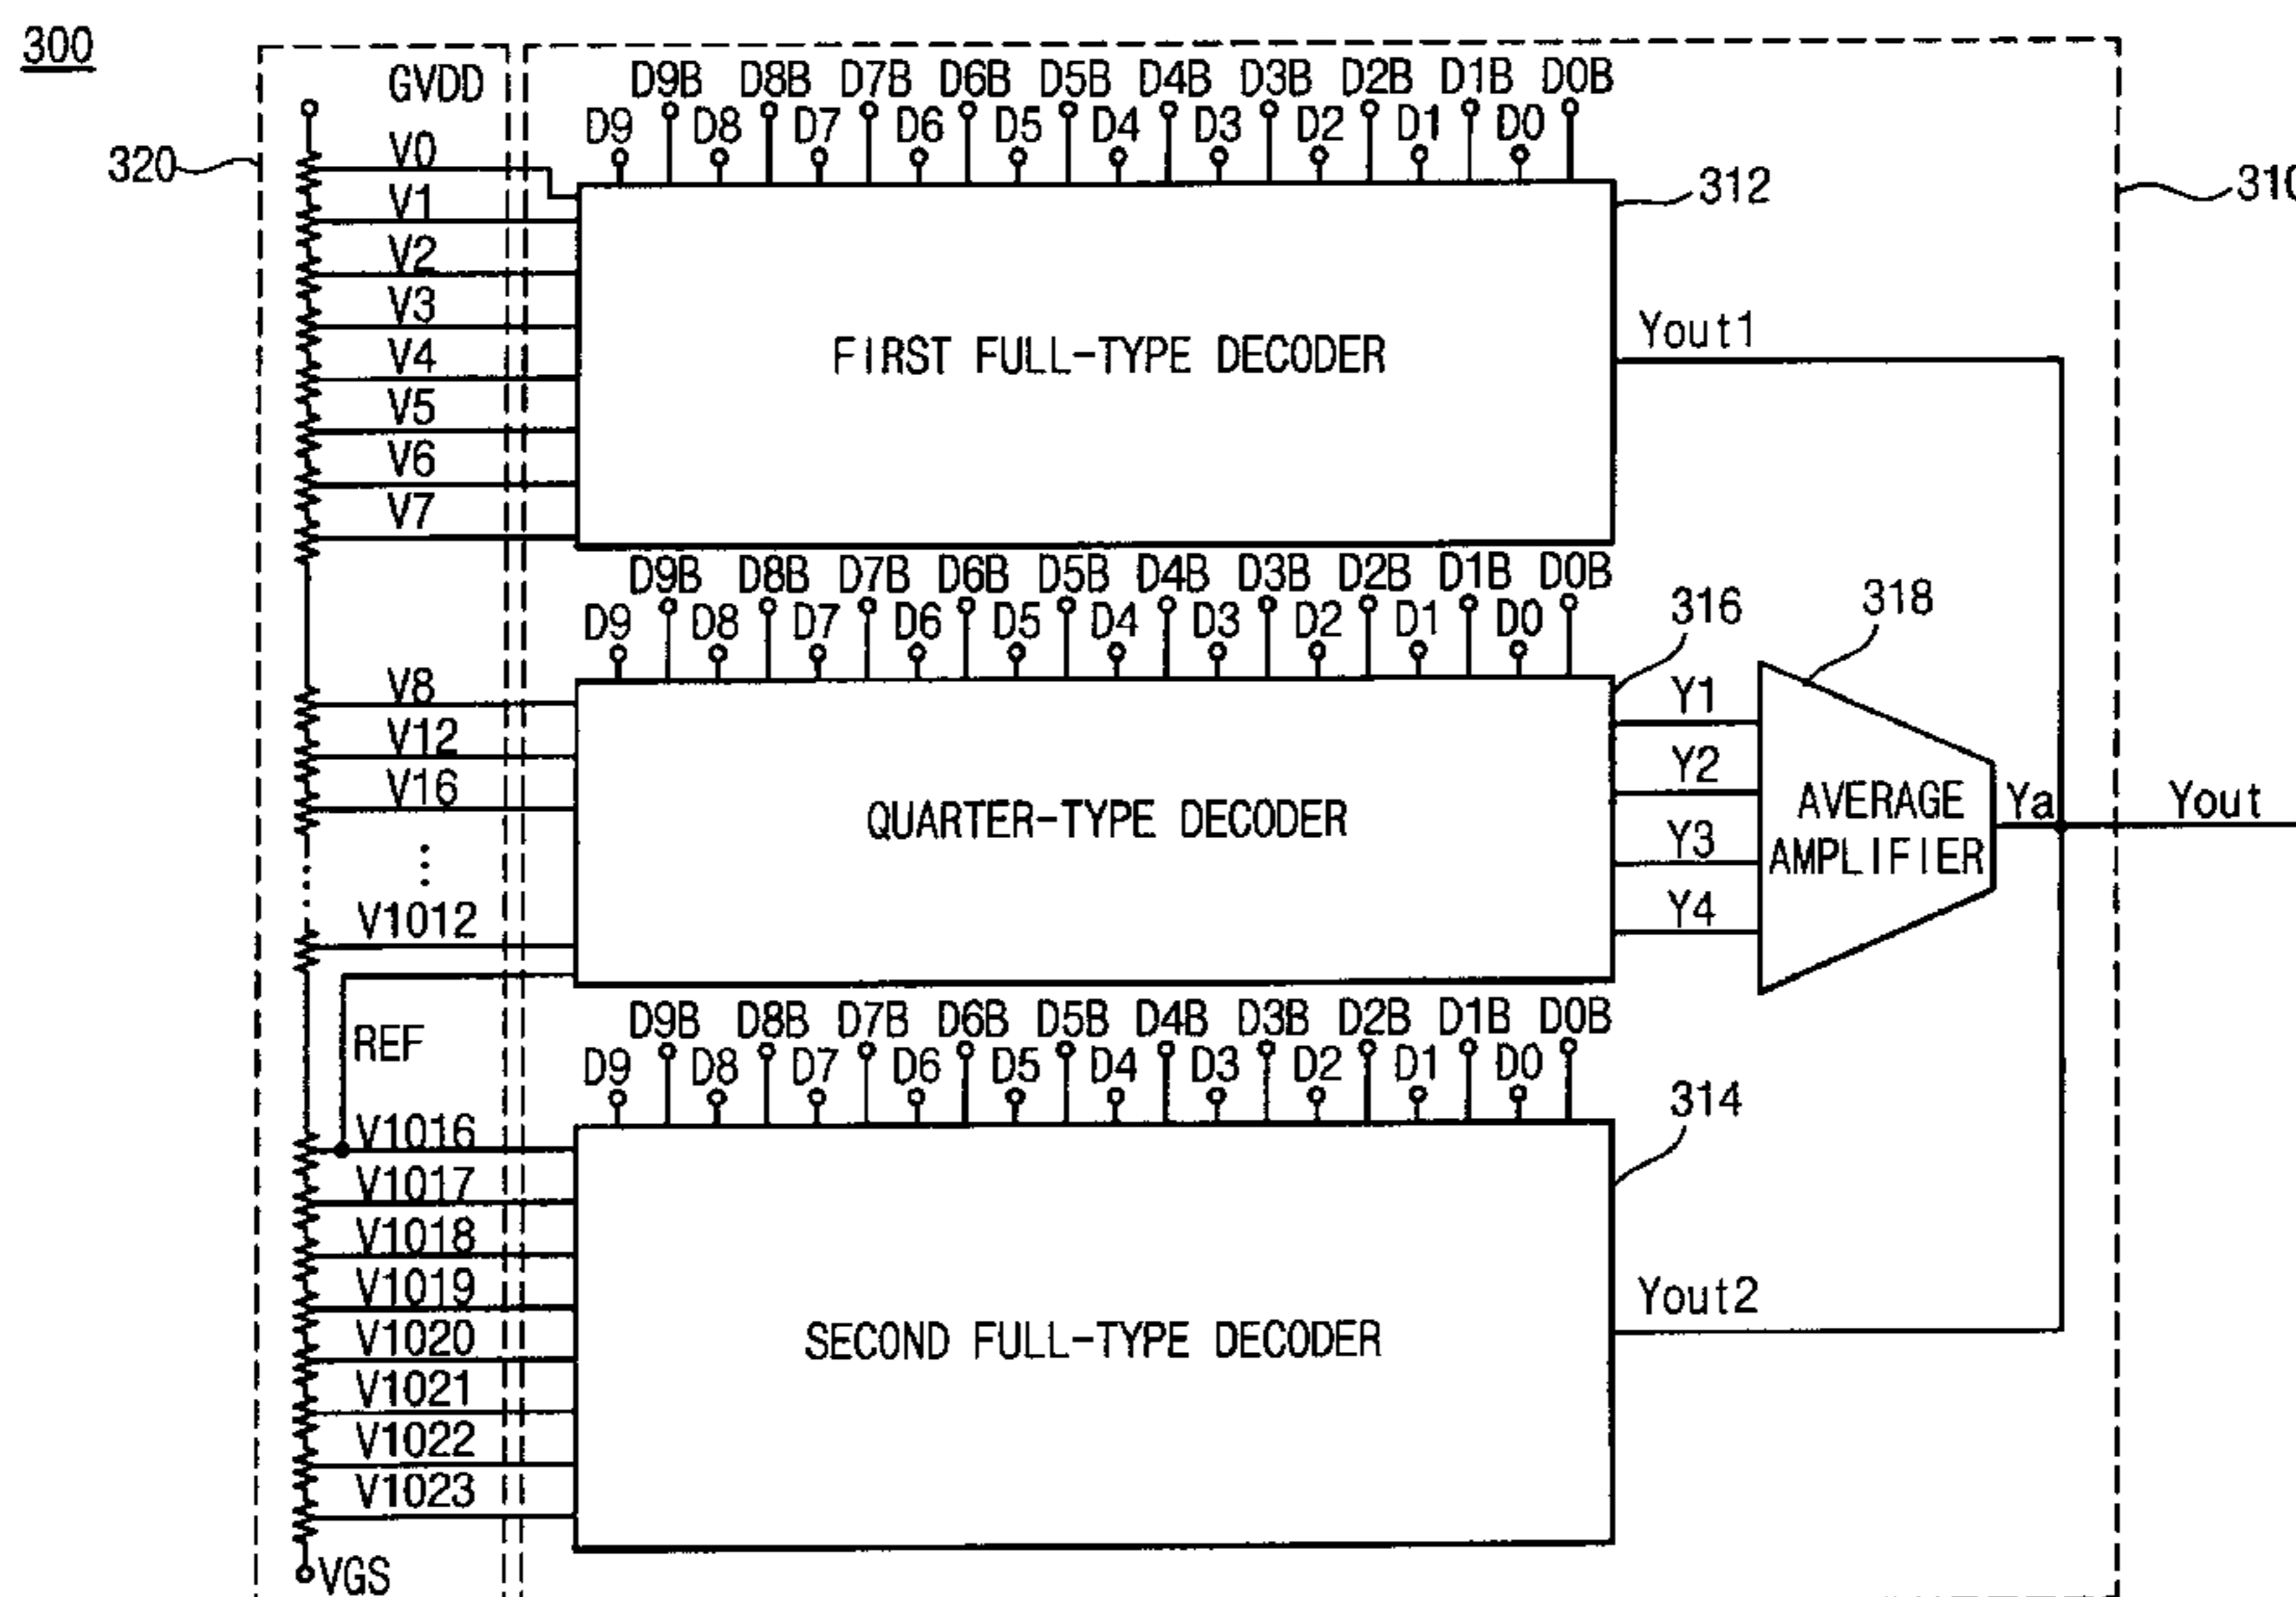 300
GVDD
D9B D8B D7B D6B D5B D4B D3B D2B D1B D0B
D9 D8 D7 D6 D5 D4 D3 D2 D1 D0
320
V0
312
310
V1
V2
V3
Yout1
FIRST FULL-TYPE DECODER
V4
V5
V6
V7
D9B D8B D7B D6B D5B D4B D3B D2B D1B D0B
316
318
D9 D8 D7 D6 D5 D4 D3 D2 D1 D0
V8
Y1
V12
Y2
V16
QUARTER-TYPE DECODER
AVERAGE
AMPLIFIER
Ya
Yout
Y3
Y4
V1012
D9B D8B D7B D6B D5B D4B D3B D2B D1B D0B
REF
D9 D8 D7 D6 D5 D4 D3 D2 D1 D0
314
V1016
V1017
V1018
V1019
Yout2
V1020
SECOND FULL-TYPE DECODER
V1021
V1022
V1023
VGS